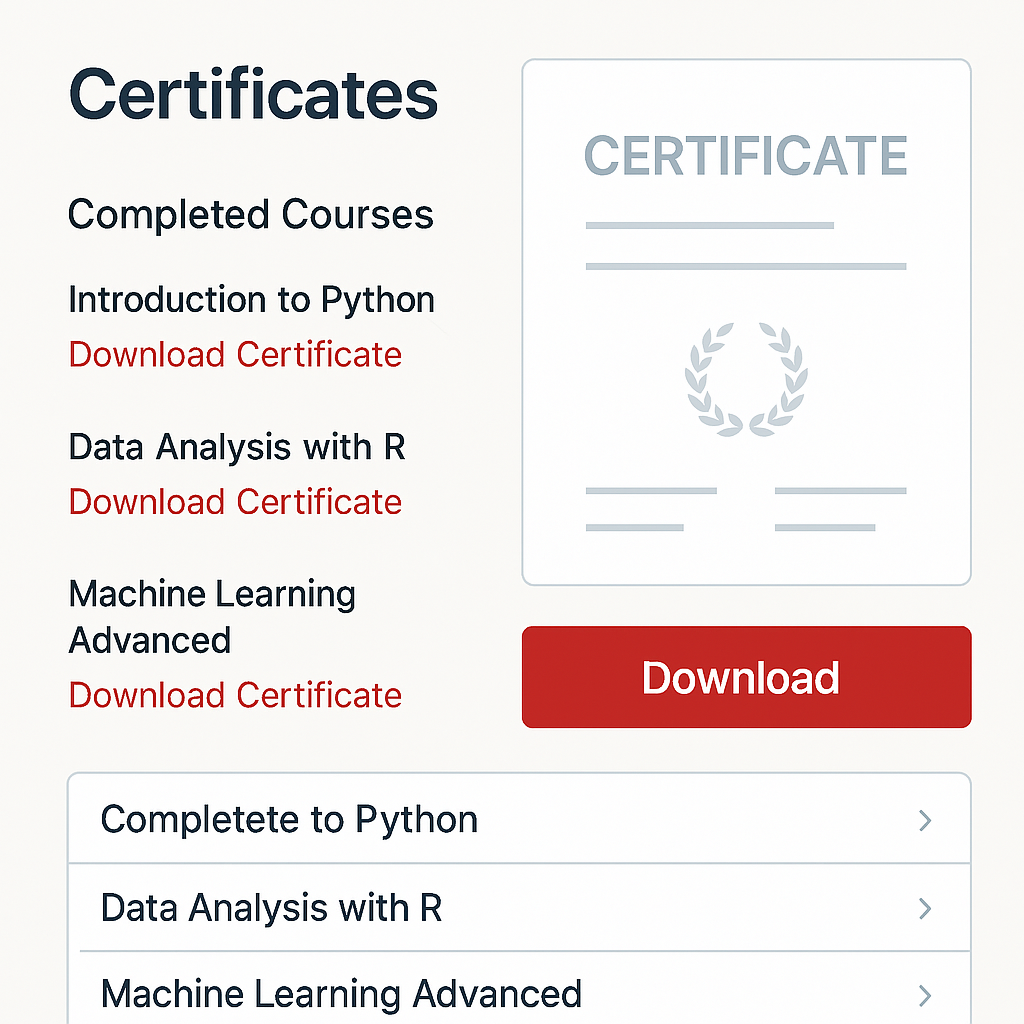 Certificates
Completed Courses
Introduction to Python
Download Certificate
Data Analysis with R
Download Certificate
Machine Learning
Advanced
Download Certificate
CERTIFICATE
Download
Completete to Python
Data Analysis with R
Machine Learning Advanced